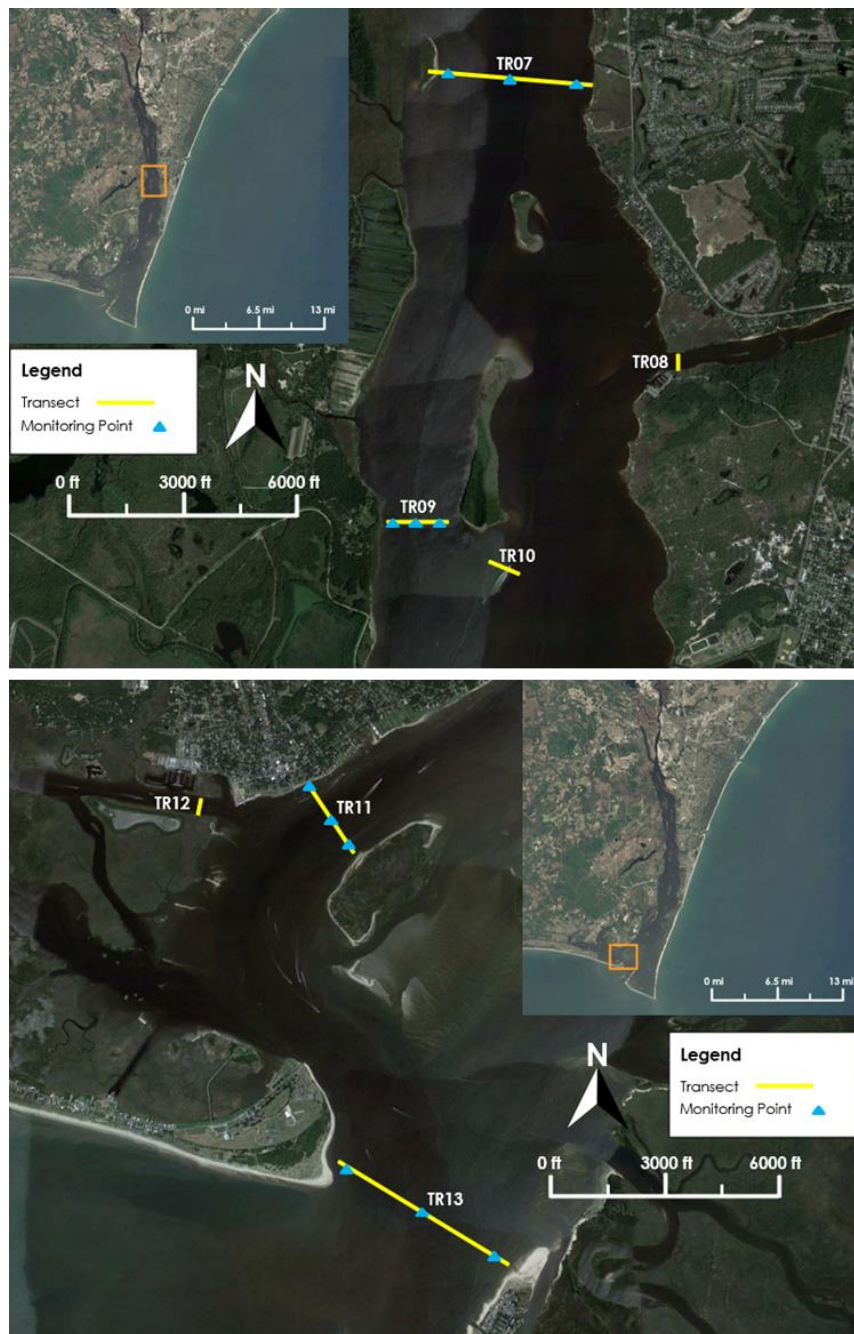 TR07
0 mi 6.5 mi 13 mi
TR08
Legend
Transect
Monitoring Point
N
0 ft 3000 ft 6000 ft
TR09
TR10
TR12
TR11
0 mi 6.5 mi 13 mi
N
Legend
Transect
Monitoring Point
0 ft 3000 ft 6000 ft
TR13